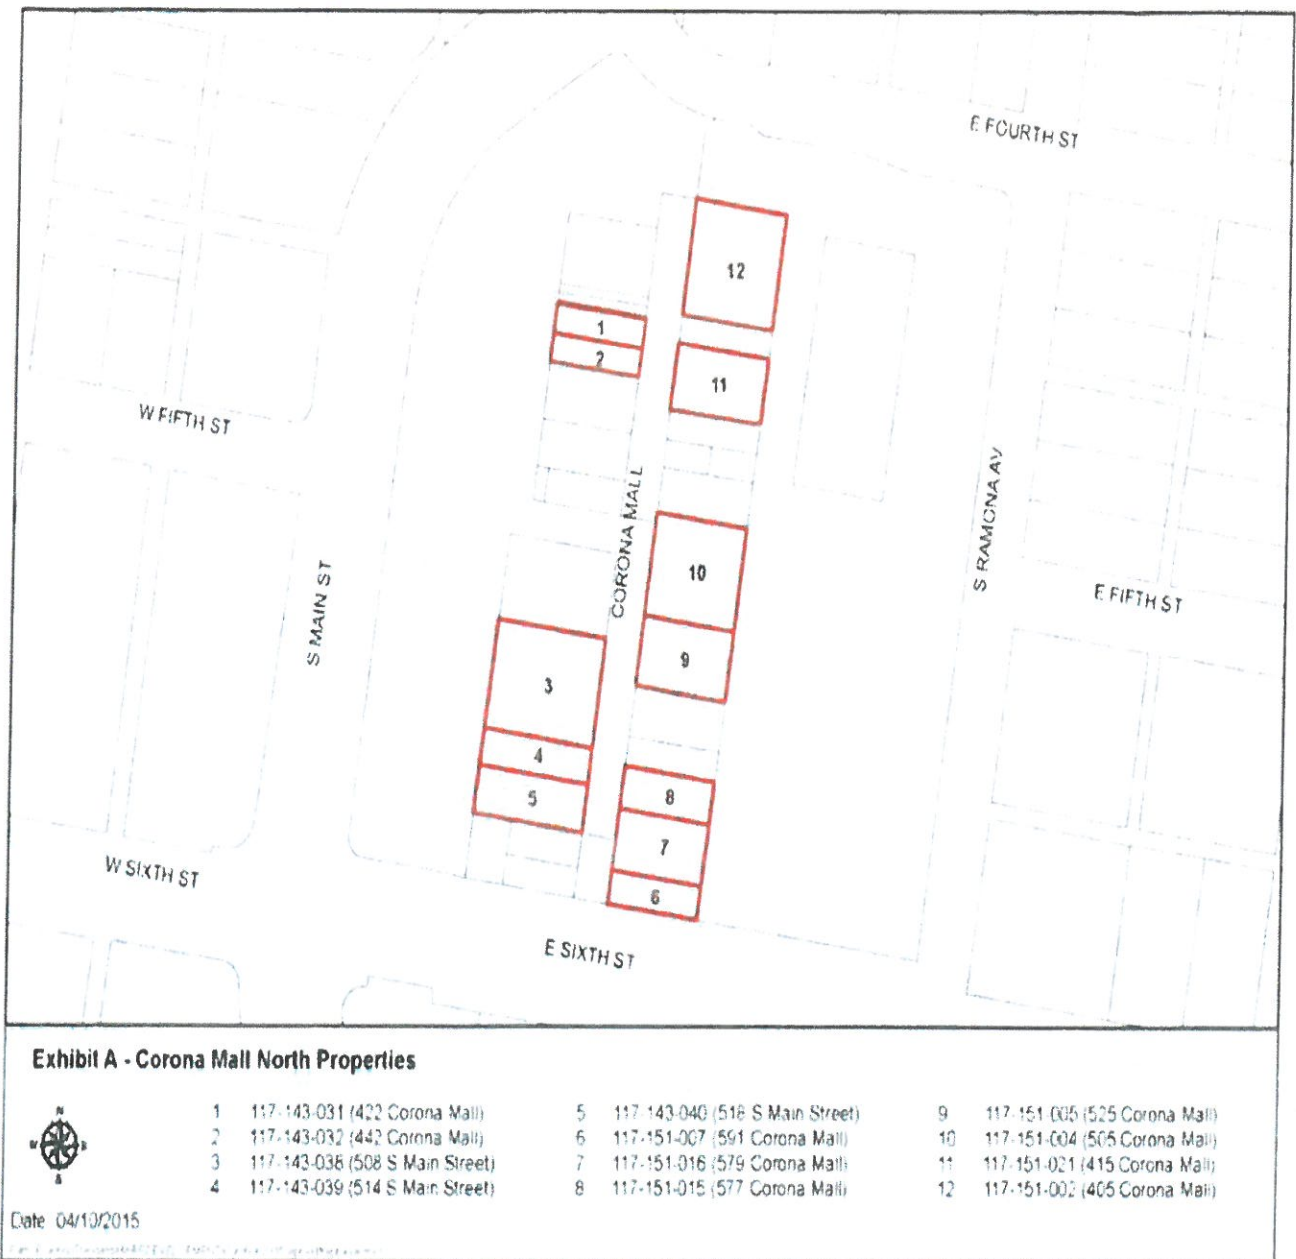 E FOURTH ST
12
1
2
11
W FIFTH ST
CORONA MALL
S RAMONA AV
10
E FIFTH ST
S MAIN ST
9
3
4
8
5
7
W SIXTH ST
6
E SIXTH ST
Exhibit A - Corona Mall North Properties
N
1 117-143-031 (422 Corona Mall)
2 117-143-032 (442 Corona Mall)
3 117-143-038 (508 S Main Street)
4 117-143-039 (514 S Main Street)
5 117-143-040 (518 S Main Street)
6 117-151-007 (591 Corona Mall)
7 117-151-016 (579 Corona Mall)
8 117-151-015 (577 Corona Mall)
9 117-151-005 (525 Corona Mall)
10 117-151-004 (505 Corona Mall)
11 117-151-021 (415 Corona Mall)
12 117-151-002 (405 Corona Mall)
Date 04/10/2015